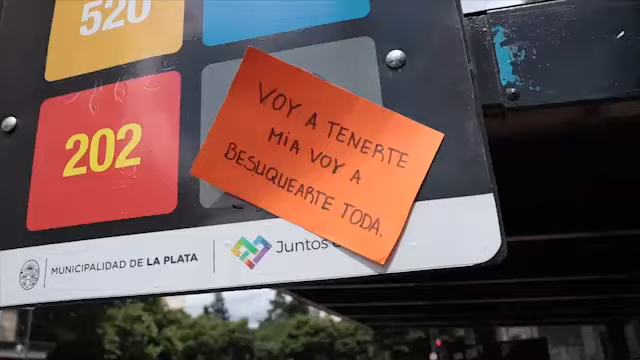 520
202
VOY A TENERTE
MIA VOY A
BESUQUEARTE TODA.
MUNICIPALIDAD DE LA PLATA
Juntos